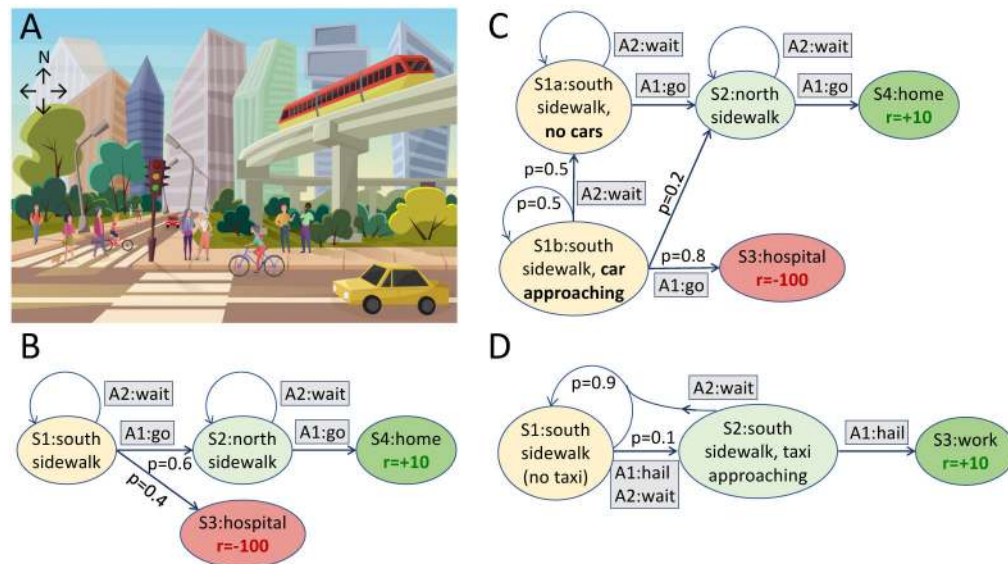 A
N
B
A2:wait
A2:wait
S1:south
sidewalk
A1:go
p=0.6
p=0.4
S2:north
sidewalk
A1:go
S4:home
r=+10
S3:hospital
r=-100
C
A2:wait
A2:wait
S1a:south
sidewalk,
no cars
A1:go
S2:north
sidewalk
A1:go
S4:home
r=+10
p=0.5
A2:wait
p=0.5
p=0.2
S1b:south
sidewalk, car
approaching
p=0.8
A1:go
S3:hospital
r=-100
D
p=0.9
A2:wait
S1:south
sidewalk
(no taxi)
p=0.1
A1:hail
A2:wait
S2:south
sidewalk, taxi
approaching
A1:hail
S3:work
r=+10